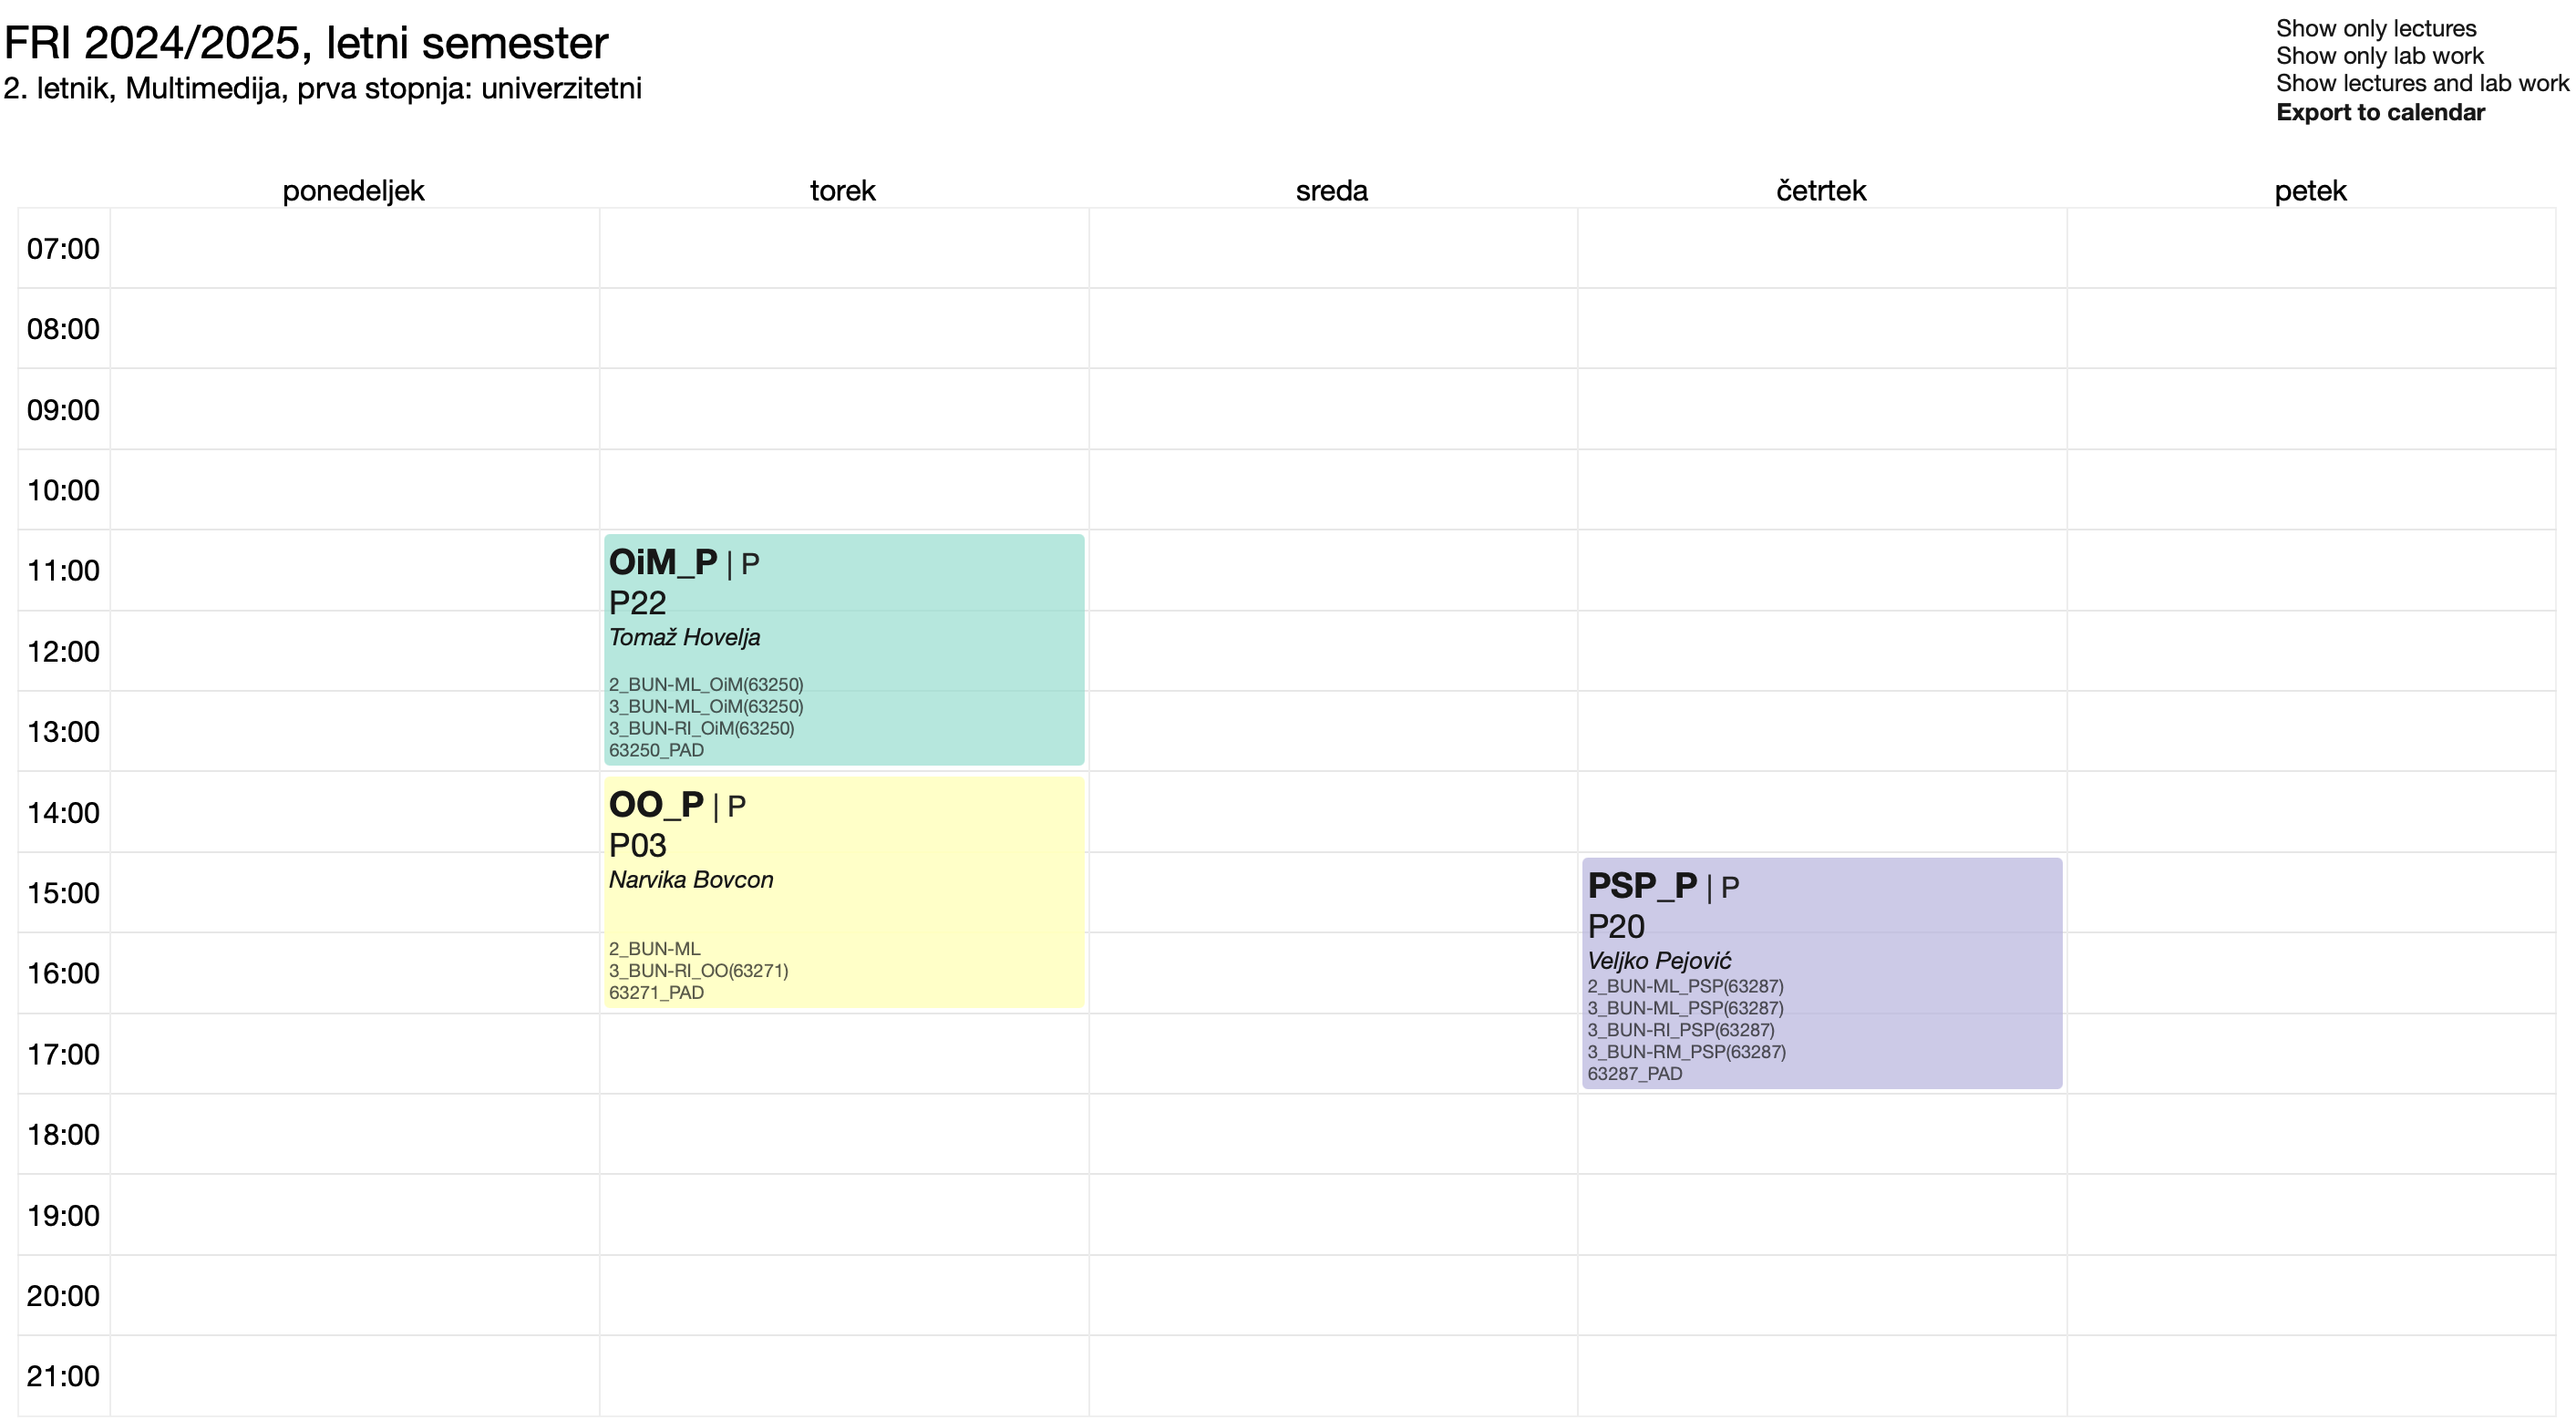 FRI 2024/2025, letni semester
2. letnik, Multimedija, prva stopnja: univerzitetni
Show only lectures
Show only lab work
Show lectures and lab work
Export to calendar
ponedeljek
torek
sreda
četrtek
petek
07:00
08:00
09:00
10:00
11:00
12:00
13:00
14:00
15:00
16:00
17:00
18:00
19:00
20:00
21:00
OiM_P | P
P22
Tomaž Hovelja
2_BUN-ML_OiM(63250)
3_BUN-ML_OiM(63250)
3_BUN-RI_OiM(63250)
63250_PAD
OO_P | P
P03
Narvika Bovcon
2_BUN-ML
3_BUN-RI_OO(63271)
63271_PAD
PSP_P | P
P20
Veljko Pejović
2_BUN-ML_PSP(63287)
3_BUN-ML_PSP(63287)
3_BUN-RI_PSP(63287)
3_BUN-RM_PSP(63287)
63287_PAD